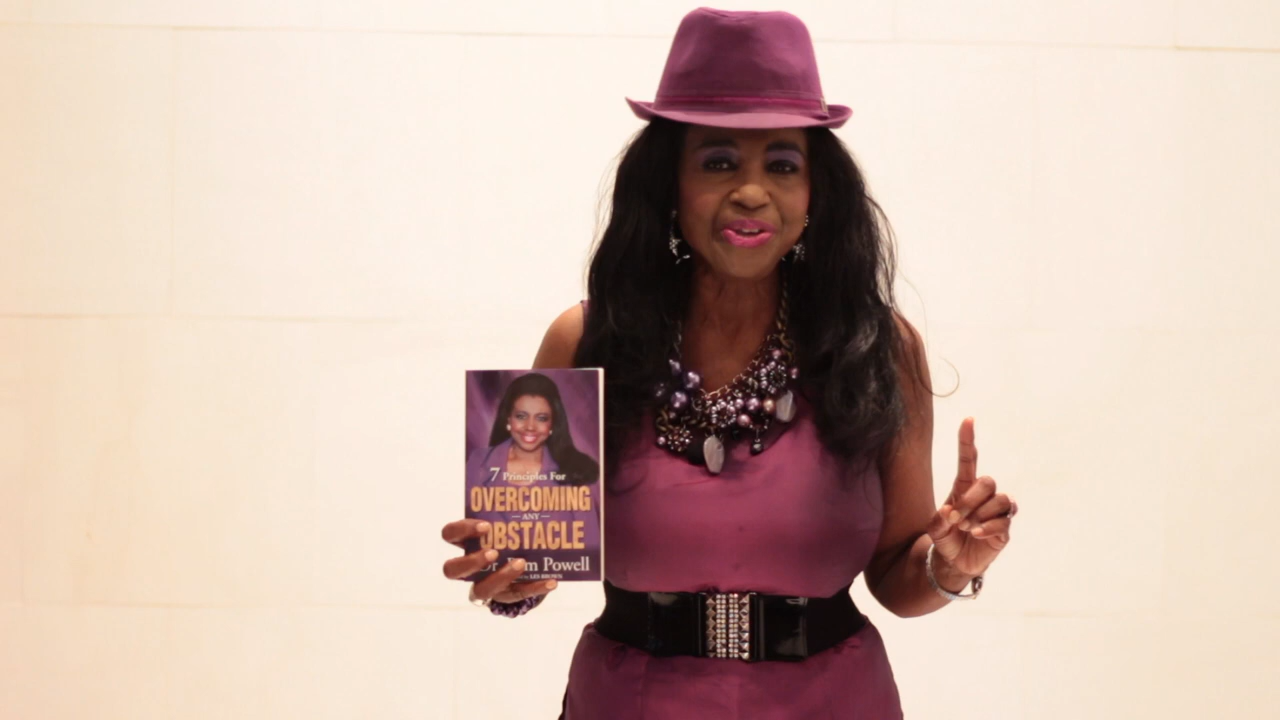 7 Principles For
OVERCOMING
— ANY —
OBSTACLE
Powell
LES BROWN